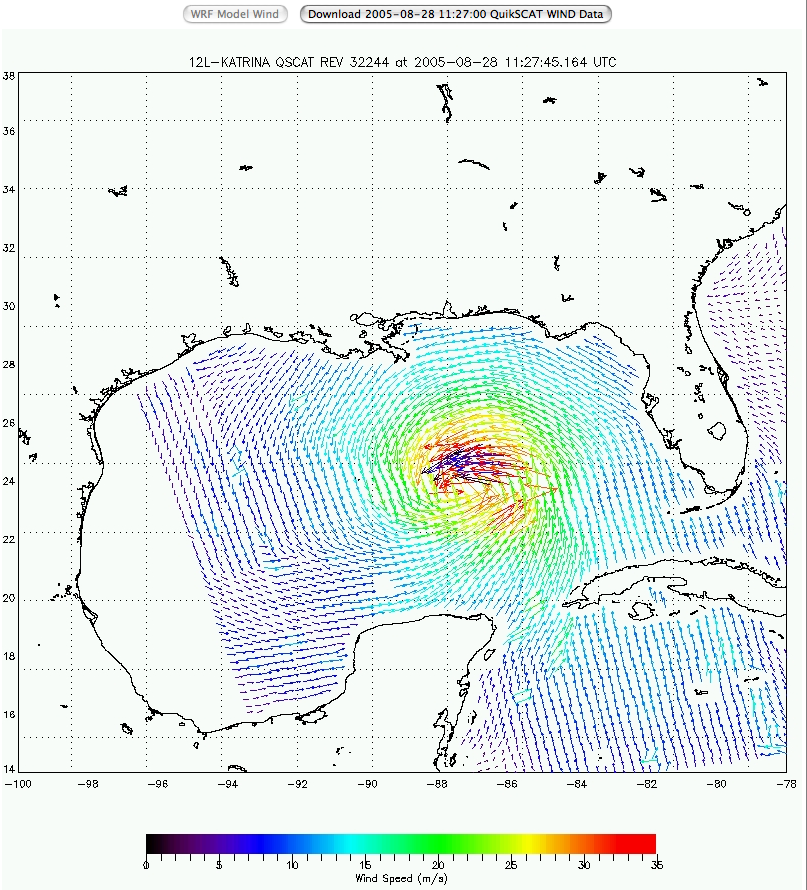 WRF Model Wind Download 2005-08-28 11:27:00 QuikSCAT WIND Data
12L-KATRINA QSCAT REV 32244 at 2005-08-28 11:27:45.164 UTC
38
36
34
32
30
28
26
24
22
20
18
16
14
-100 -98 -96 -94 -92 -90 -88 -86 -84 -82 -80 -78
0 5 10 15 20 25 30 35
Wind Speed (m/s)